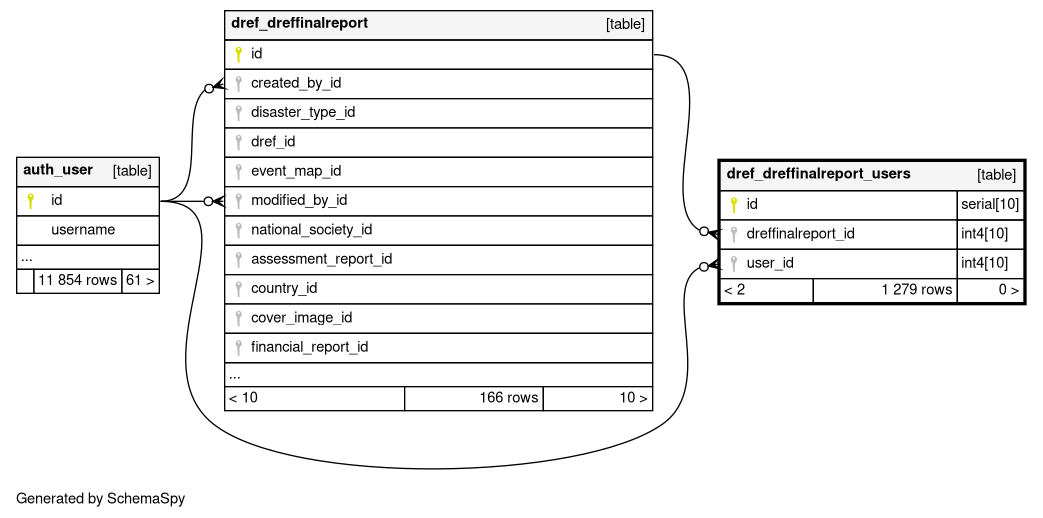 dref_dreffinalreport [table]
id
created_by_id
disaster_type_id
dref_id
event_map_id
modified_by_id
national_society_id
assessment_report_id
country_id
cover_image_id
financial_report_id
...
< 10 166 rows 10 >
auth_user [table]
id
username
...
11 854 rows 61 >
dref_dreffinalreport_users [table]
id serial[10]
dreffinalreport_id int4[10]
user_id int4[10]
< 2 1 279 rows 0 >
Generated by SchemaSpy